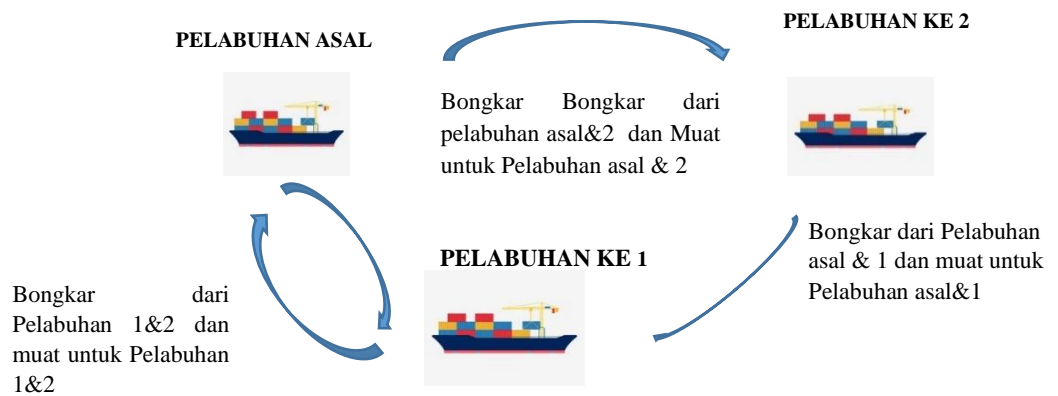 PELABUHAN ASAL
PELABUHAN KE 2
Bongkar Bongkar dari
pelabuhan asal&2 dan Muat
untuk Pelabuhan asal & 2
PELABUHAN KE 1
Bongkar dari Pelabuhan
asal & 1 dan muat untuk
Pelabuhan asal&1
Bongkar dari
Pelabuhan 1&2 dan
muat untuk Pelabuhan
1&2